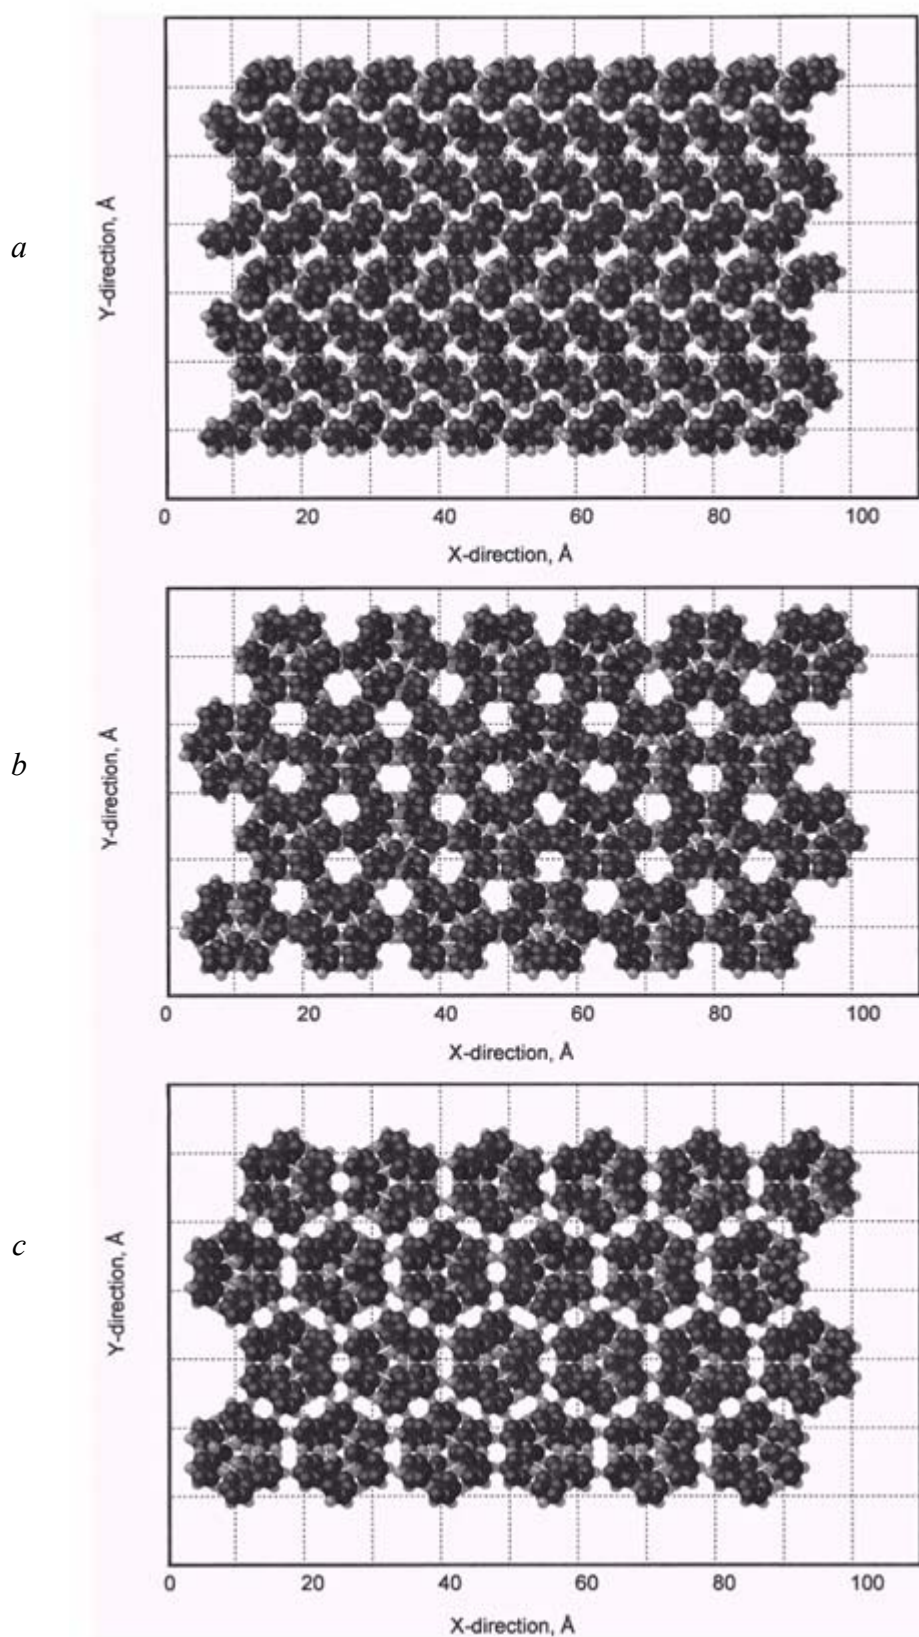 a
Y-direction, Å
0 20 40 60 80 100
X-direction, Å
b
Y-direction, Å
0 20 40 60 80 100
X-direction, Å
c
Y-direction, Å
0 20 40 60 80 100
X-direction, Å